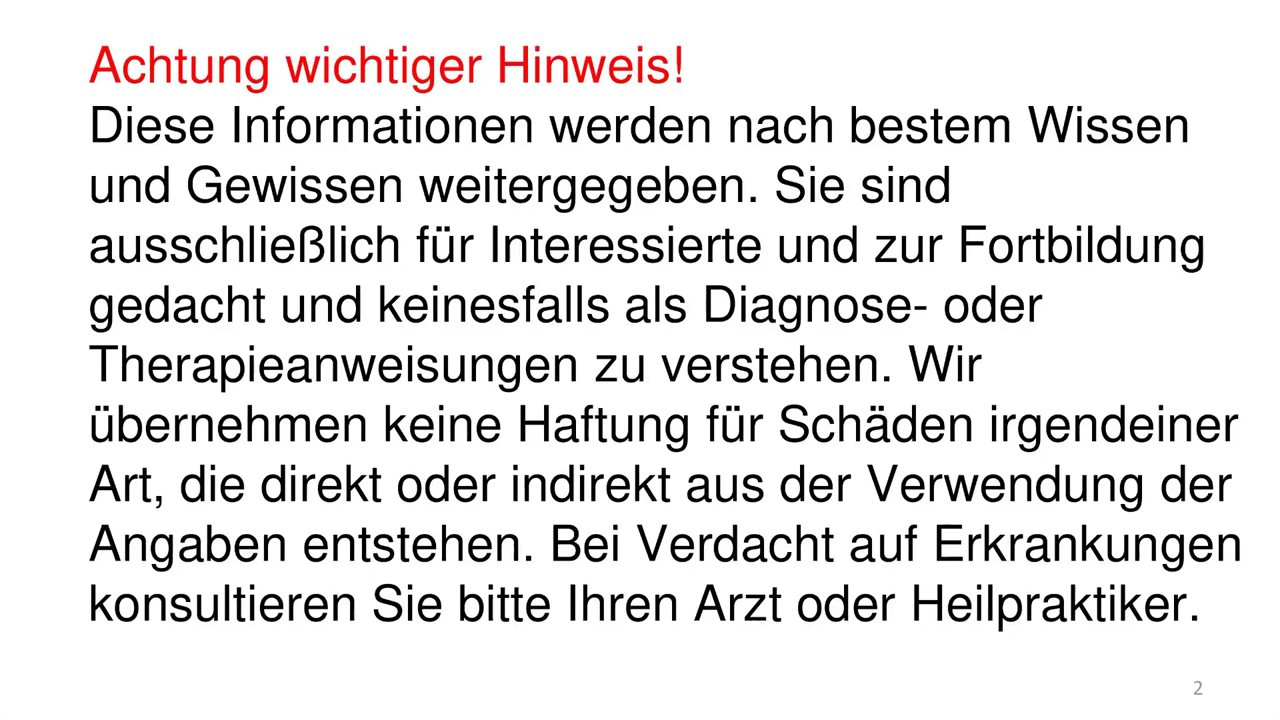 Achtung wichtiger Hinweis!
Diese Informationen werden nach bestem Wissen
und Gewissen weitergegeben. Sie sind
ausschließlich für Interessierte und zur Fortbildung
gedacht und keinesfalls als Diagnose- oder
Therapieanweisungen zu verstehen. Wir
übernehmen keine Haftung für Schäden irgendeiner
Art, die direkt oder indirekt aus der Verwendung der
Angaben entstehen. Bei Verdacht auf Erkrankungen
konsultieren Sie bitte Ihren Arzt oder Heilpraktiker.
2